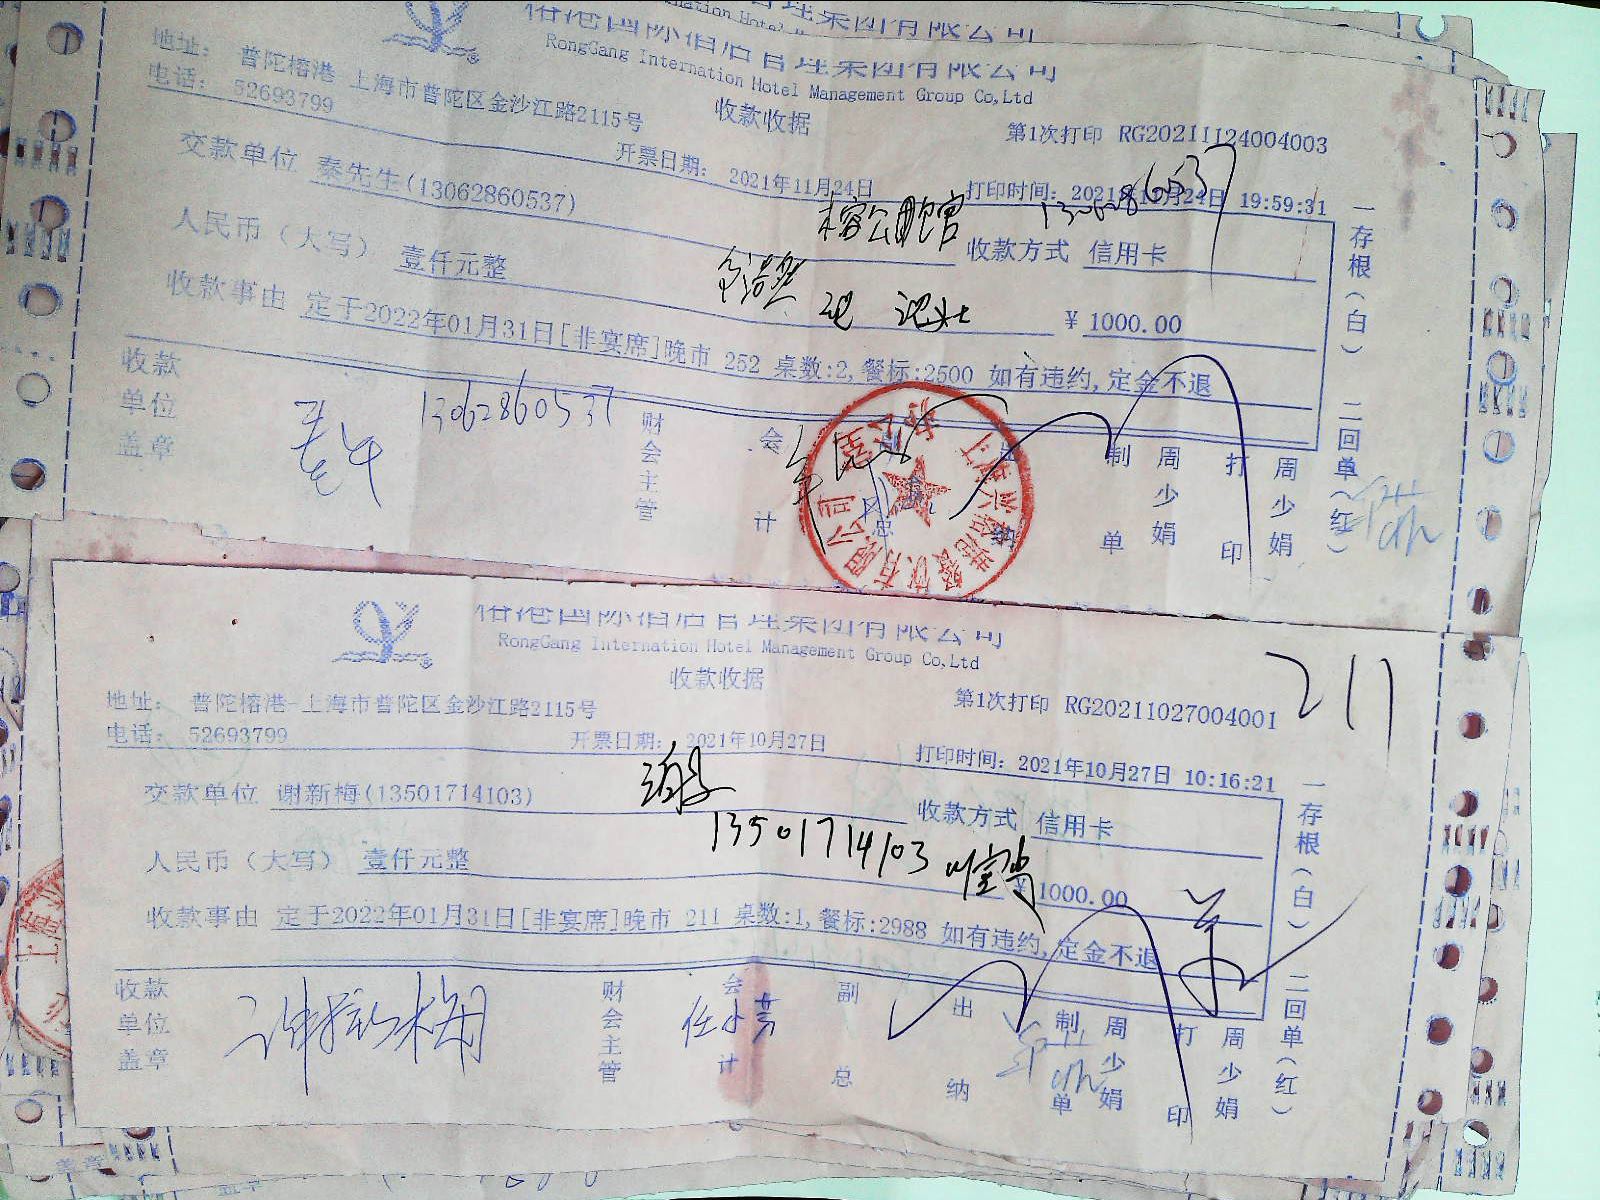 RongGang International Hotel Management Group Co,Ltd
收款收据
地址： 普陀榕港-上海市普陀区金沙江路2115号
电话： 52693799
第1次打印 RG20211124004003
开票日期： 2021年11月24日
打印时间：2021年11月24日 19:59:31
交款单位 秦先生(13062860537)
13062860537
收款方式 信用卡
人民币（大写） 壹仟元整
¥ 1000.00
收款事由 定于2022年01月31日[非宴席]晚市 252 桌数:2,餐标:2500 如有违约,定金不退
收款单位盖章
13062860537
财会主管
会计
副总
制单 周少娟
打印 周少娟
一存根（白） 二回单（红）
国际酒店管理集团有限公司
RongGang International Hotel Management Group Co,Ltd
收款收据
地址： 普陀榕港-上海市普陀区金沙江路2115号
电话： 52693799
第1次打印 RG20211027004001
211
开票日期： 2021年10月27日
打印时间：2021年10月27日 10:16:21
交款单位 谢新梅(13501714103)
收款方式 信用卡
13501714103
人民币（大写） 壹仟元整
¥ 1000.00
收款事由 定于2022年01月31日[非宴席]晚市 211 桌数:1,餐标:2988 如有违约,定金不退
收款单位盖章
财会主管
会计
副总
出纳
制单 周少娟
打印 周少娟
一存根（白） 二回单（红）